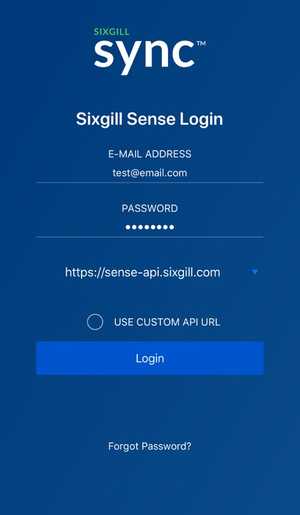 SIXGILL
sync™
Sixgill Sense Login
E-MAIL ADDRESS
test@email.com
PASSWORD
••••••••
https://sense-api.sixgill.com
USE CUSTOM API URL
Login
Forgot Password?